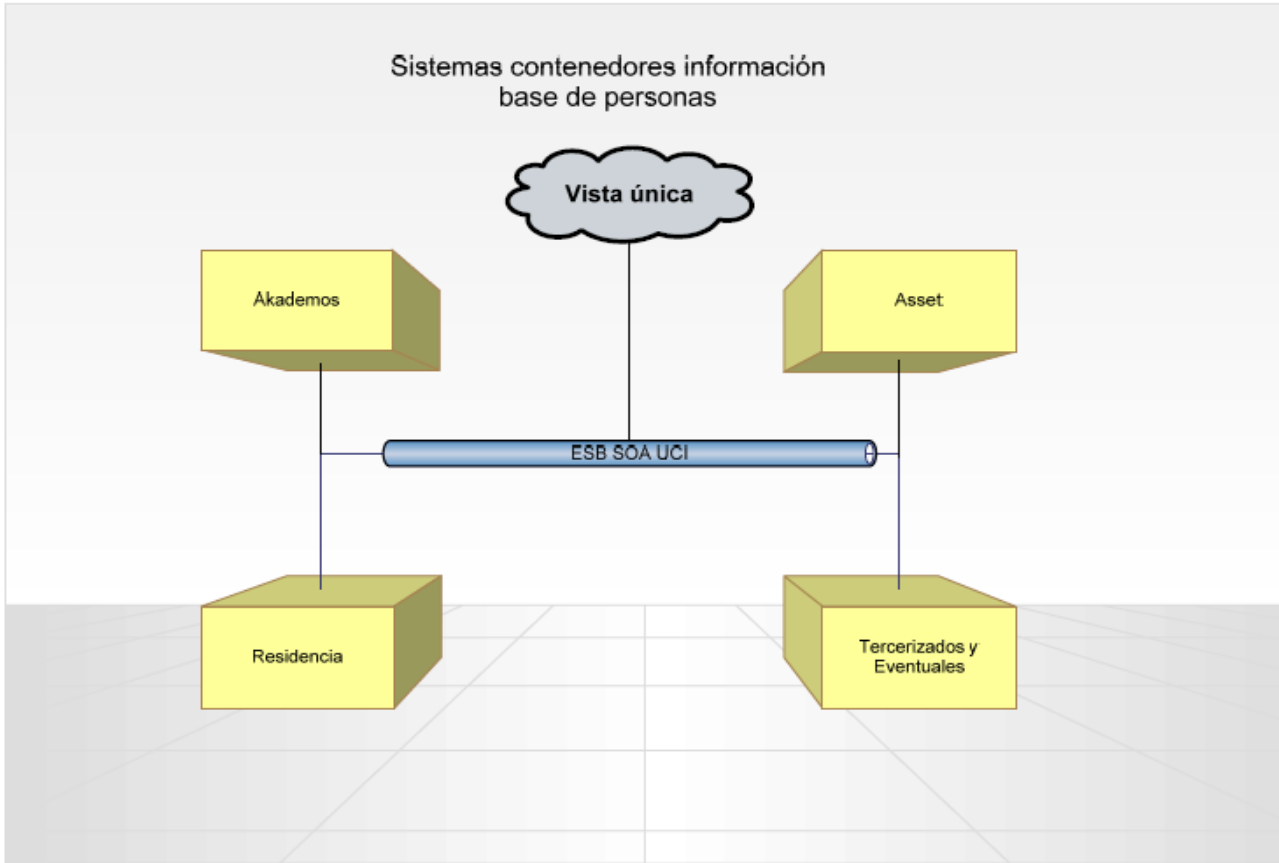 Sistemas contenedores información
base de personas
Vista única
Akademos
Asset
ESB SOA UCI
Residencia
Tercerizados y
Eventuales